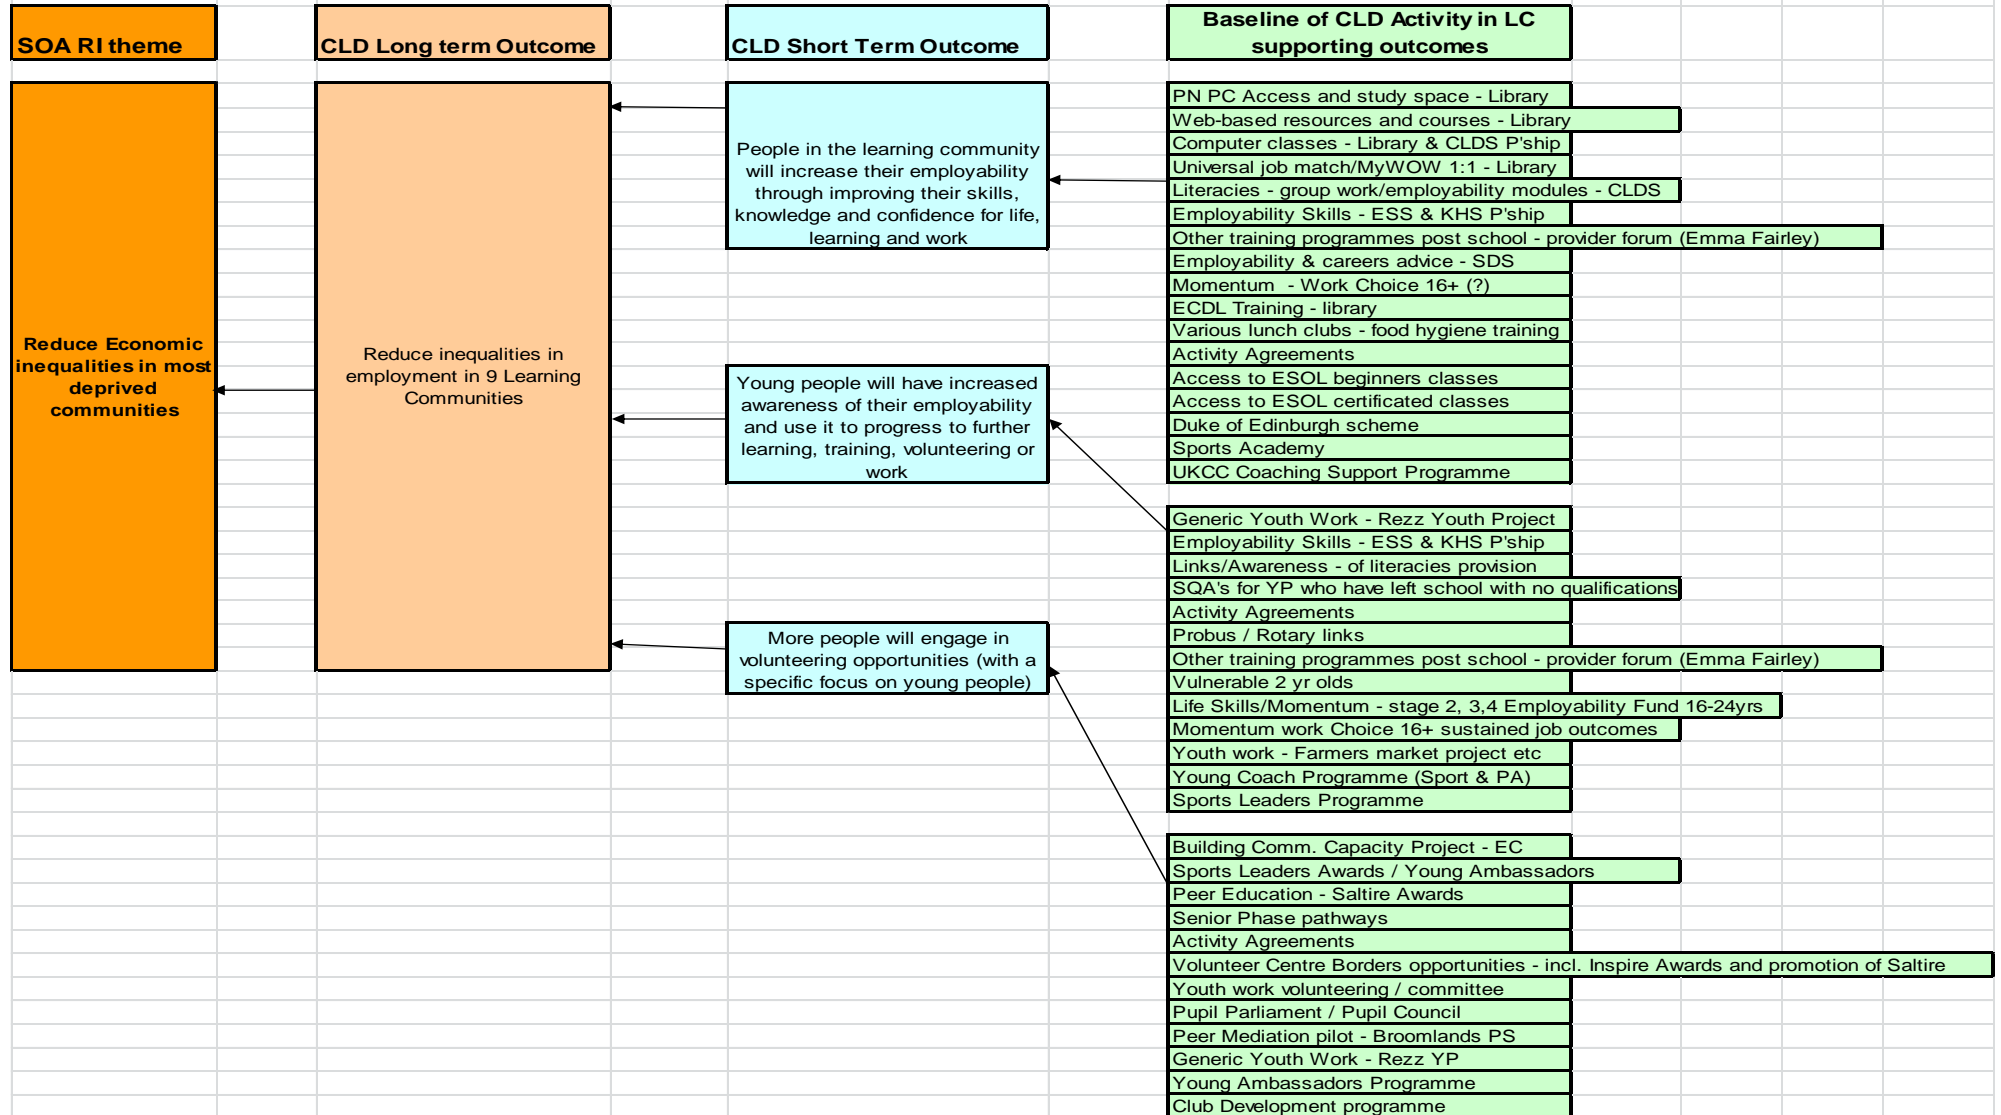 SOA RI theme
CLD Long term Outcome
CLD Short Term Outcome
Baseline of CLD Activity in LC
supporting outcomes
Reduce Economic
inequalities in most
deprived
communities
Reduce inequalities in
employment in 9 Learning
Communities
People in the learning community
will increase their employability
through improving their skills,
knowledge and confidence for life,
learning and work
Young people will have increased
awareness of their employability
and use it to progress to further
learning, training, volunteering or
work
More people will engage in
volunteering opportunities (with a
specific focus on young people)
PN PC Access and study space - Library
Web-based resources and courses - Library
Computer classes - Library & CLDS P'ship
Universal job match/MyWOW 1:1 - Library
Literacies - group work/employability modules - CLDS
Employability Skills - ESS & KHS P'ship
Other training programmes post school - provider forum (Emma Fairley)
Employability & careers advice - SDS
Momentum  - Work Choice 16+ (?)
ECDL Training - library
Various lunch clubs - food hygiene training
Activity Agreements
Access to ESOL beginners classes
Access to ESOL certificated classes
Duke of Edinburgh scheme
Sports Academy
UKCC Coaching Support Programme
Generic Youth Work - Rezz Youth Project
Employability Skills - ESS & KHS P'ship
Links/Awareness - of literacies provision
SQA's for YP who have left school with no qualifications
Activity Agreements
Probus / Rotary links
Other training programmes post school - provider forum (Emma Fairley)
Vulnerable 2 yr olds
Life Skills/Momentum - stage 2, 3,4 Employability Fund 16-24yrs
Momentum work Choice 16+ sustained job outcomes
Youth work - Farmers market project etc
Young Coach Programme (Sport & PA)
Sports Leaders Programme
Building Comm. Capacity Project - EC
Sports Leaders Awards / Young Ambassadors
Peer Education - Saltire Awards
Senior Phase pathways
Activity Agreements
Volunteer Centre Borders opportunities - incl. Inspire Awards and promotion of Saltire
Youth work volunteering / committee
Pupil Parliament / Pupil Council
Peer Mediation pilot - Broomlands PS
Generic Youth Work - Rezz YP
Young Ambassadors Programme
Club Development programme